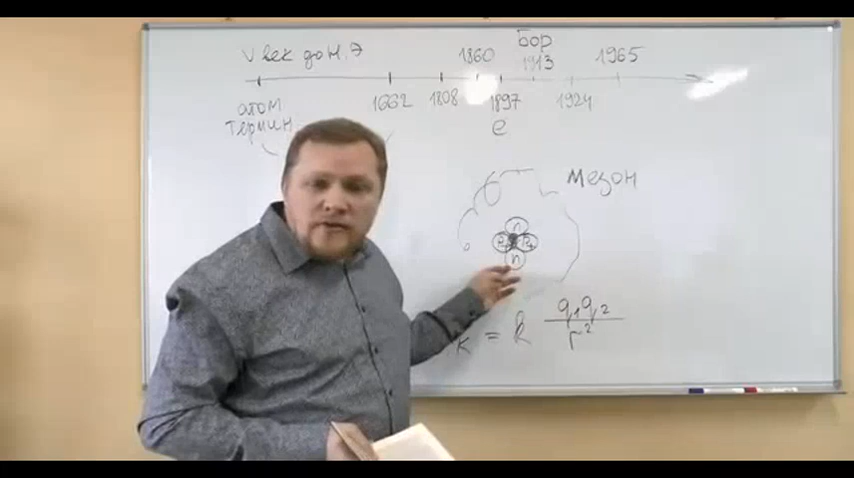 V век до н. э
1860
Бор
1913
1965
атом
термин
1662
1808
1897
1924
e
мезон
n
P+ P+
n
к = k q₁q₂ / r²